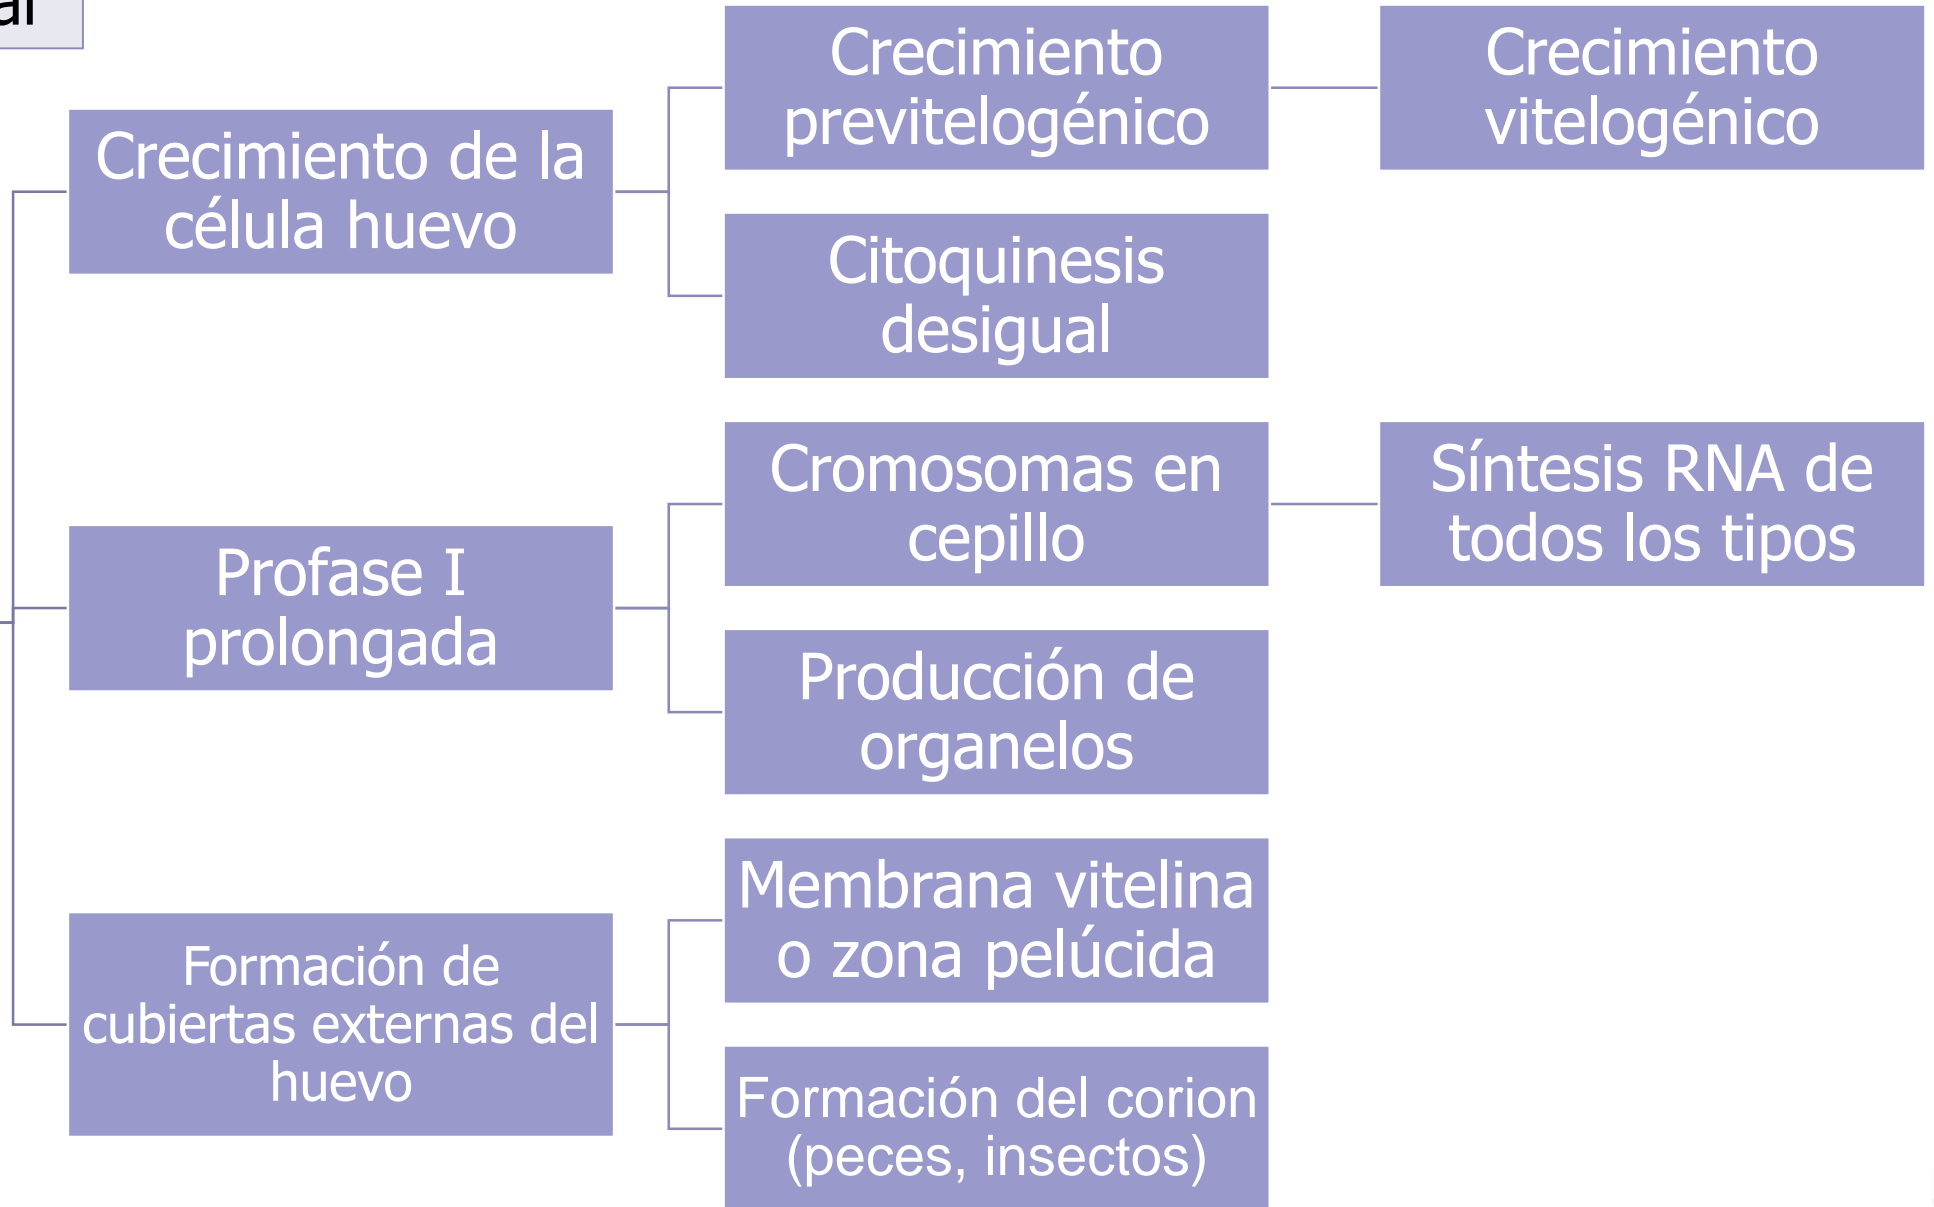 Crecimiento de la
célula huevo
Crecimiento
previtelogénico
Crecimiento
vitelogénico
Citoquinesis
desigual
Profase I
prolongada
Cromosomas en
cepillo
Síntesis RNA de
todos los tipos
Producción de
organelos
Formación de
cubiertas externas del
huevo
Membrana vitelina
o zona pelúcida
Formación del corion
(peces, insectos)